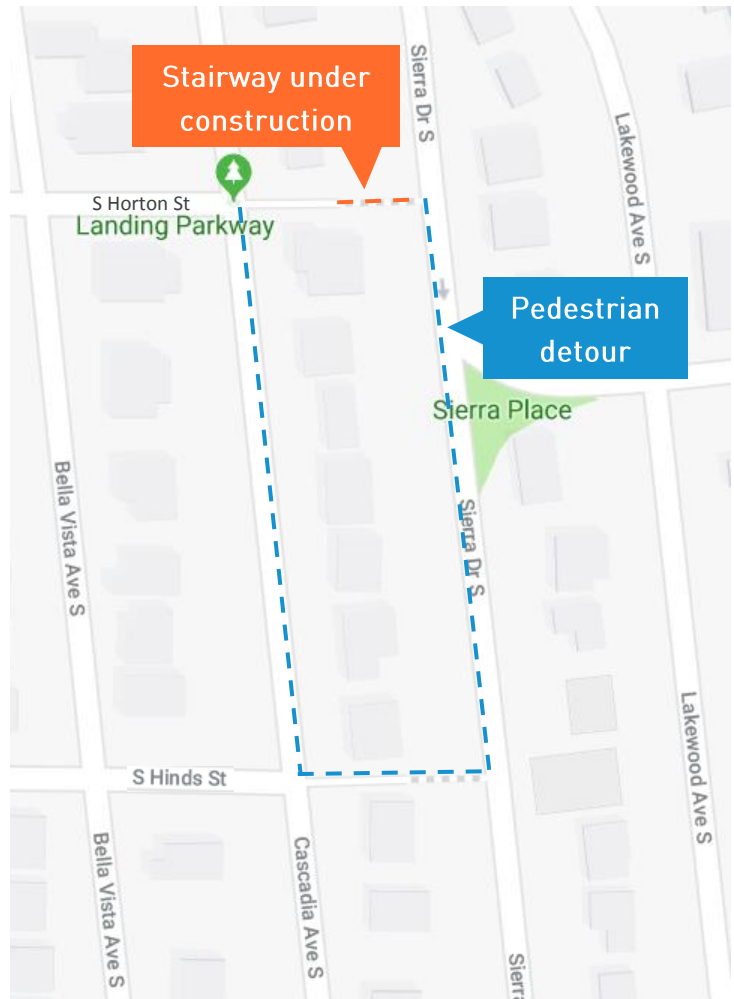 Stairway under
construction
Sierra Dr S
Lakewood Ave S
S Horton St
Landing Parkway
Pedestrian
detour
Sierra Place
Bella Vista Ave S
Sierra Dr S
Lakewood Ave S
S Hinds St
Bella Vista Ave S
Cascadia Ave S
Sierra